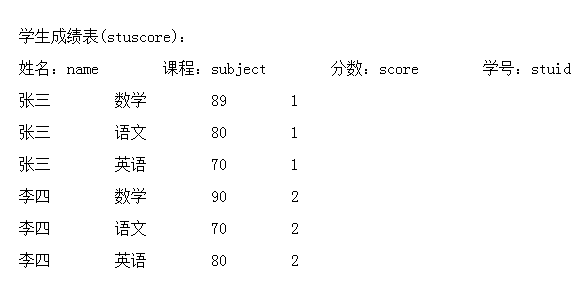 学生成绩表(stuscore):
姓名：name 课程：subject 分数：score 学号：stuid
张三 数学 89 1
张三 语文 80 1
张三 英语 70 1
李四 数学 90 2
李四 语文 70 2
李四 英语 80 2